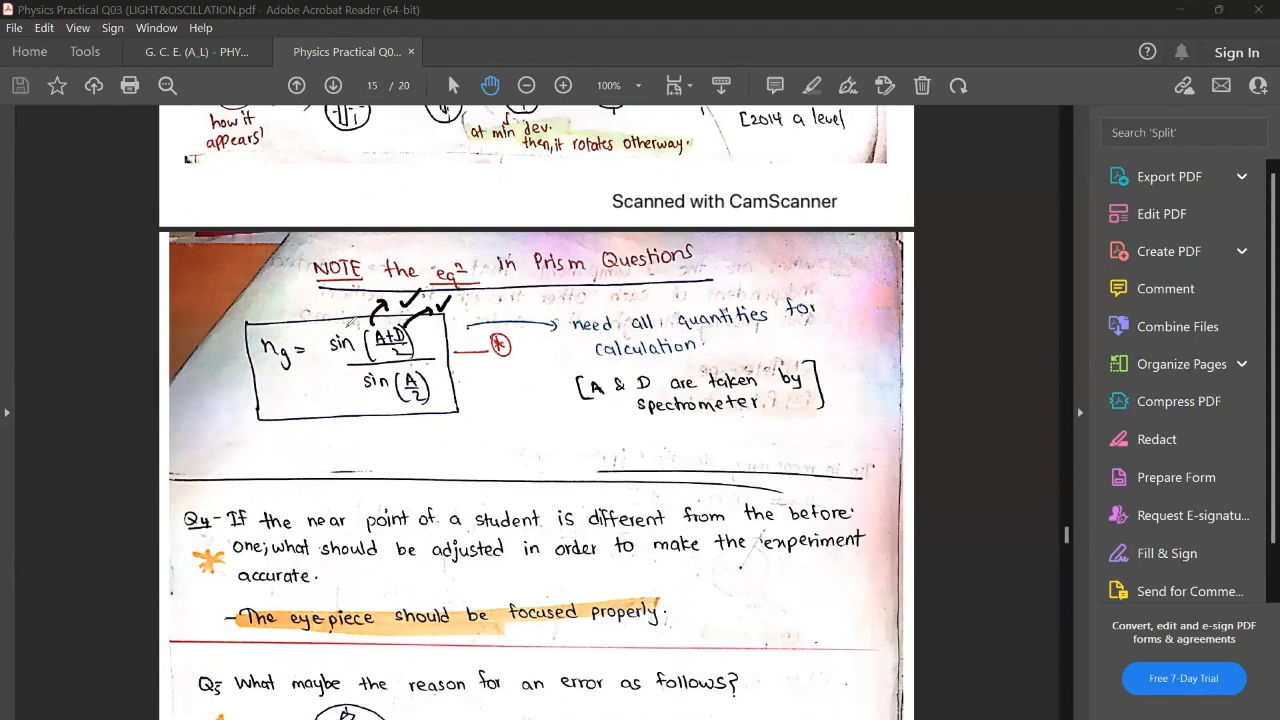 Physics Practical Q03 (LIGHT&OSCILLATION.pdf - Adobe Acrobat Reader (64-bit)
File Edit View Sign Window Help
Home Tools G. C. E. (A_L) - PHY... Physics Practical Q0... × Sign In
15 / 20 100%
how it
appears
at min dev.
then, it rotates otherway.
[2014 a level
Scanned with CamScanner
NOTE the eqⁿ in Prism Questions
n₉ = sin (A+D/2) / sin (A/2)
*
need all quantities for
calculation.
[A & D are taken by
spectrometer]
Q4 - If the near point of a student is different from the before
one; what should be adjusted in order to make the experiment
accurate.
- The eyepiece should be focused properly.
Q5 - What maybe the reason for an error as follows?
Search 'Split'
Export PDF
Edit PDF
Create PDF
Comment
Combine Files
Organize Pages
Compress PDF
Redact
Prepare Form
Request E-signatu...
Fill & Sign
Send for Comme...
Convert, edit and e-sign PDF
forms & agreements
Free 7-Day Trial